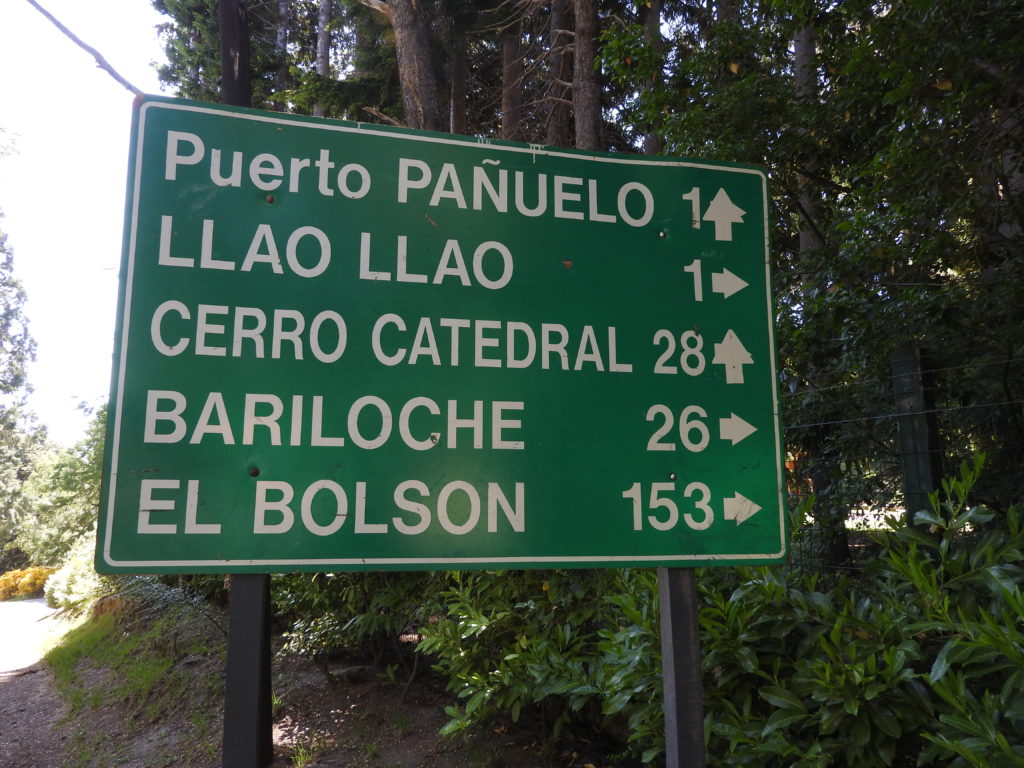 Puerto PAÑUELO 1
LLAO LLAO 1
CERRO CATEDRAL 28
BARILOCHE 26
EL BOLSON 153